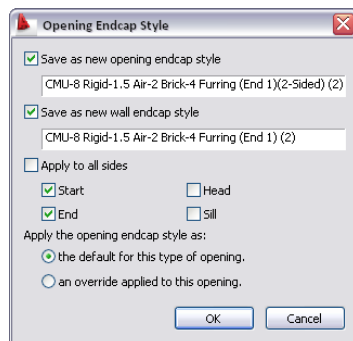 Opening Endcap Style
Save as new opening endcap style
CMU-8 Rigid-1.5 Air-2 Brick-4 Furring (End 1)(2-Sided) (2)
Save as new wall endcap style
CMU-8 Rigid-1.5 Air-2 Brick-4 Furring (End 1) (2)
Apply to all sides
Start Head
End Sill
Apply the opening endcap style as:
the default for this type of opening.
an override applied to this opening.
OK Cancel